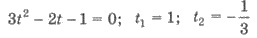 3t² − 2t − 1 = 0; t₁ = 1; t₂ = −1/3